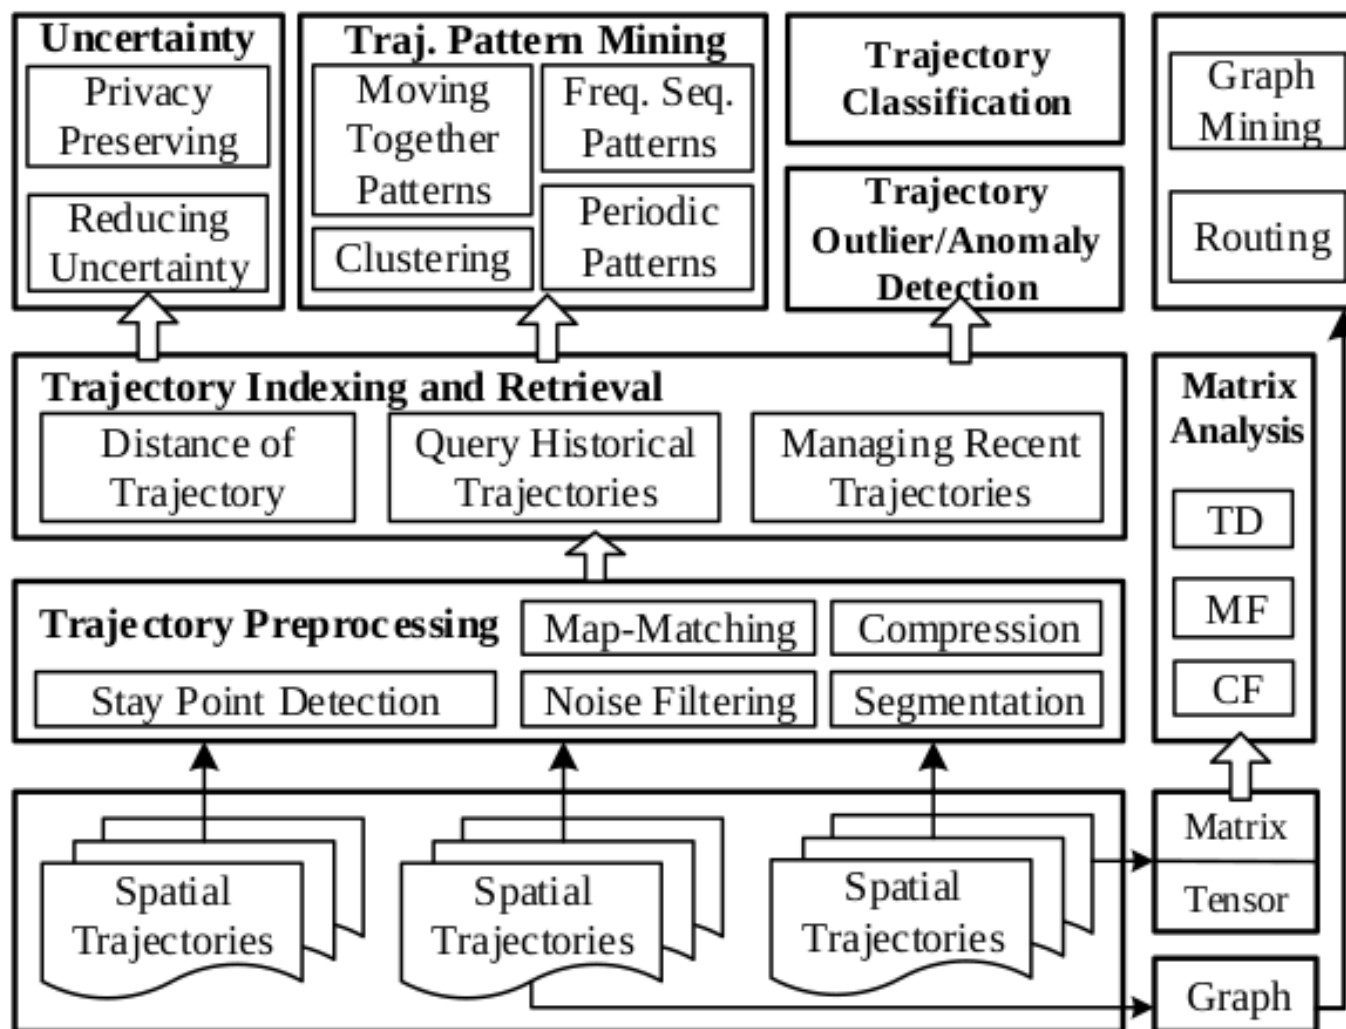 Uncertainty
Privacy
Preserving
Reducing
Uncertainty
Traj. Pattern Mining
Moving
Together
Patterns
Clustering
Freq. Seq.
Patterns
Periodic
Patterns
Trajectory
Classification
Trajectory
Outlier/Anomaly
Detection
Graph
Mining
Routing
Trajectory Indexing and Retrieval
Distance of
Trajectory
Query Historical
Trajectories
Managing Recent
Trajectories
Matrix
Analysis
TD
MF
CF
Trajectory Preprocessing
Map-Matching
Compression
Stay Point Detection
Noise Filtering
Segmentation
Spatial
Trajectories
Spatial
Trajectories
Spatial
Trajectories
Matrix
Tensor
Graph